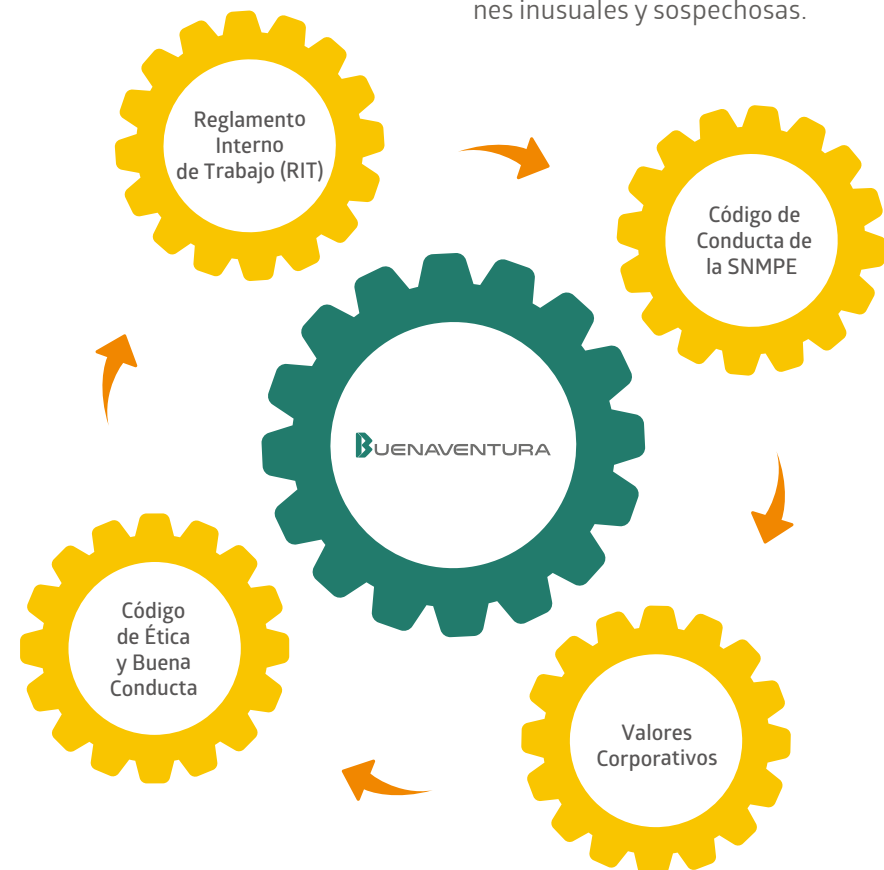 nes inusuales y sospechosas.
Reglamento
Interno
de Trabajo (RIT)
Código de
Conducta de
la SNMPE
BUENAVENTURA
Código
de Ética
y Buena
Conducta
Valores
Corporativos